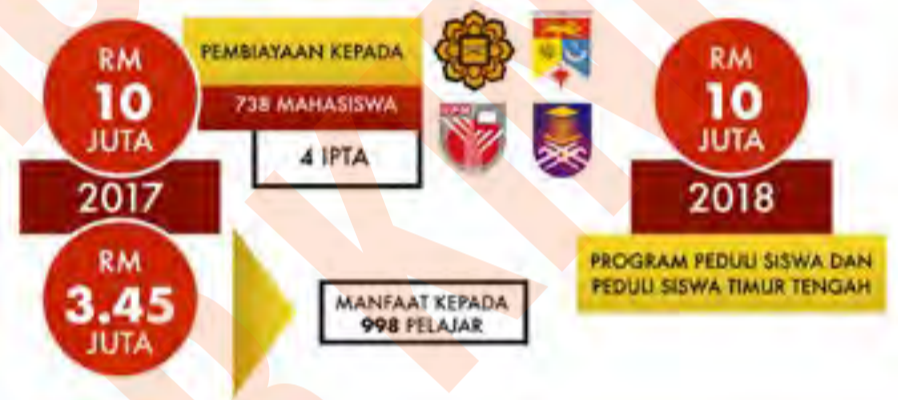 RM
10
JUTA
2017
RM
3.45
JUTA
PEMBIAYAAN KEPADA
738 MAHASISWA
4 IPTA
UPM
MANFAAT KEPADA
998 PELAJAR
RM
10
JUTA
2018
PROGRAM PEDULI SISWA DAN
PEDULI SISWA TIMUR TENGAH